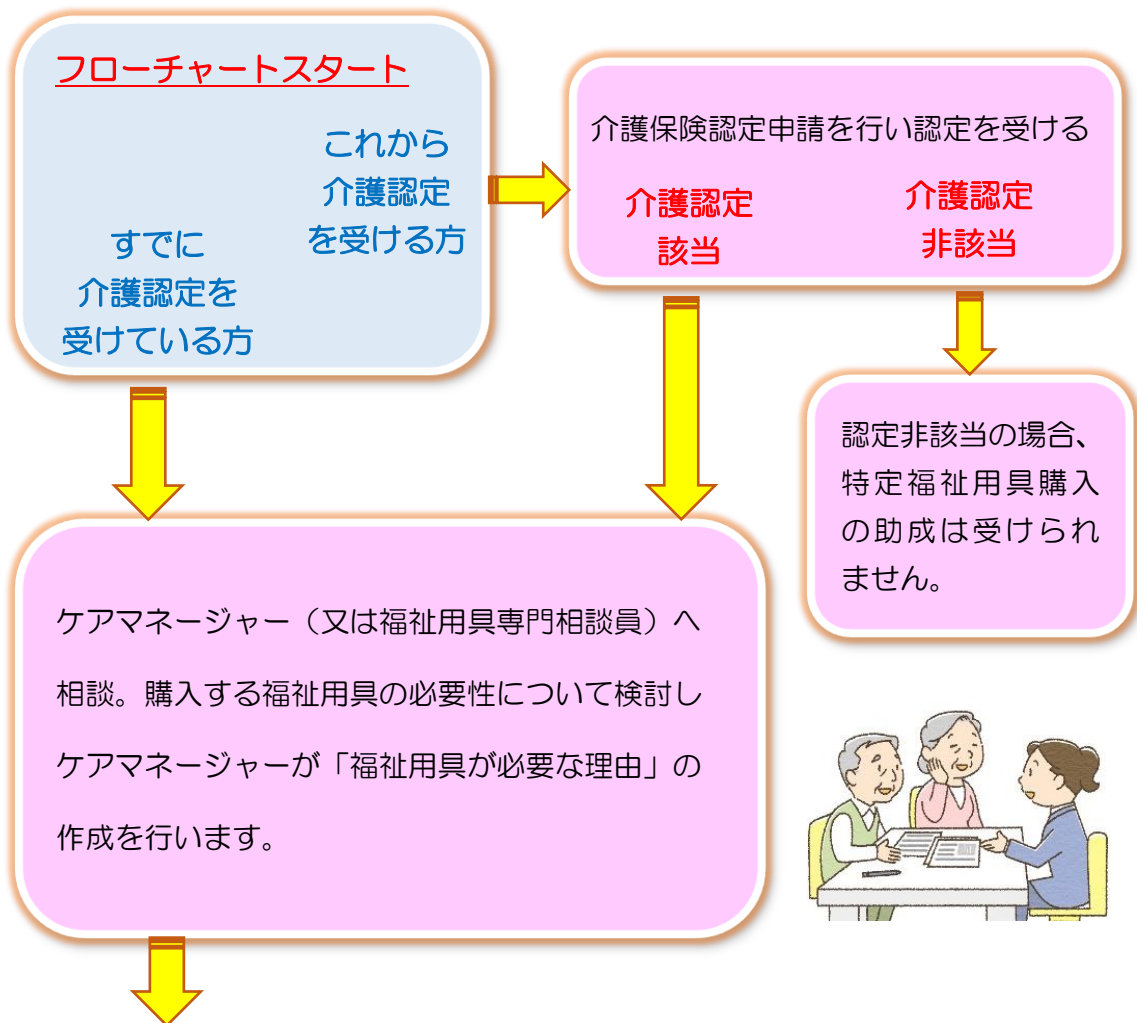 フローチャートスタート
これから
介護認定
を受ける方
すでに
介護認定を
受けている方
介護保険認定申請を行い認定を受ける
介護認定
該当
介護認定
非該当
認定非該当の場合、
特定福祉用具購入
の助成は受けられ
ません。
ケアマネージャー（又は福祉用具専門相談員）へ
相談。購入する福祉用具の必要性について検討し
ケアマネージャーが「福祉用具が必要な理由」の
作成を行います。